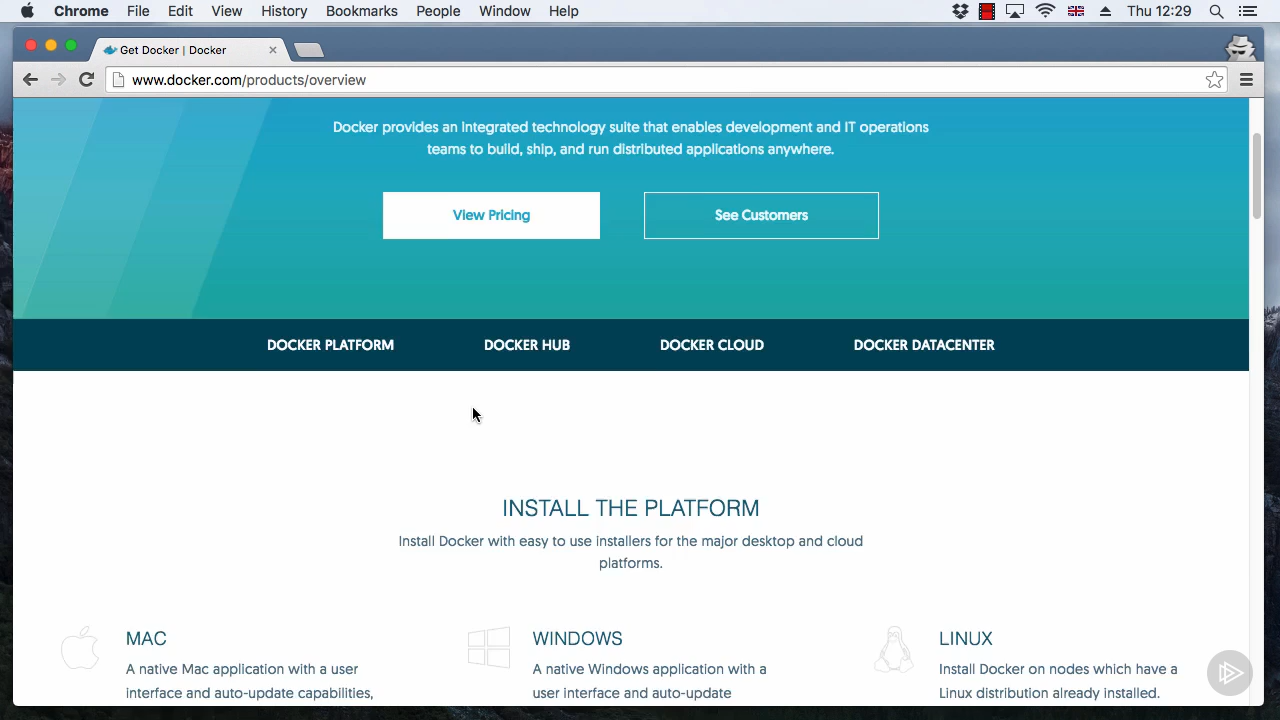 Chrome File Edit View History Bookmarks People Window Help Thu 12:29
Get Docker | Docker
www.docker.com/products/overview
Docker provides an integrated technology suite that enables development and IT operations
teams to build, ship, and run distributed applications anywhere.
View Pricing See Customers
DOCKER PLATFORM DOCKER HUB DOCKER CLOUD DOCKER DATACENTER
INSTALL THE PLATFORM
Install Docker with easy to use installers for the major desktop and cloud
platforms.
MAC
A native Mac application with a user
interface and auto-update capabilities,
WINDOWS
A native Windows application with a
user interface and auto-update
LINUX
Install Docker on nodes which have a
Linux distribution already installed.